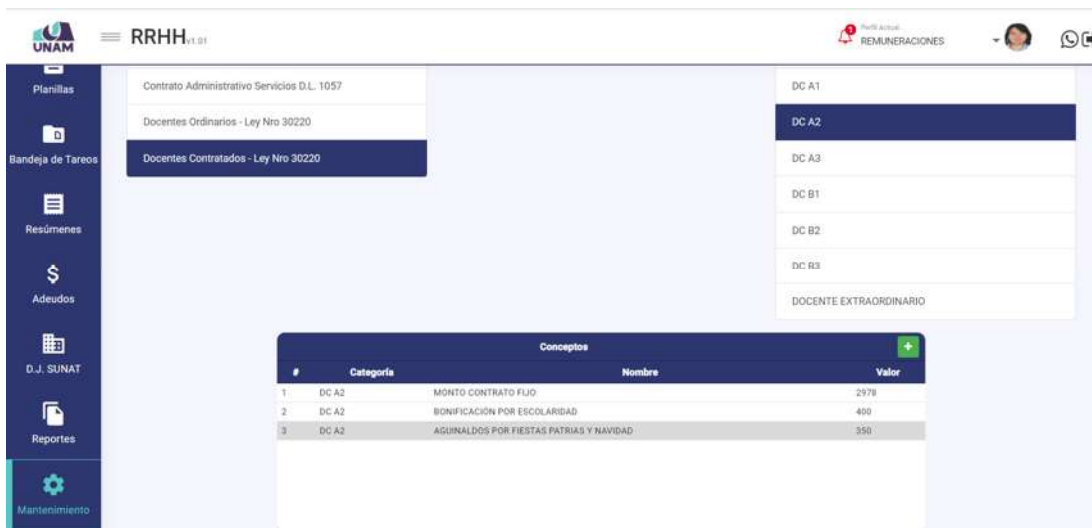 UNAM
RRHH v1.01
1
Perfil Actual
REMUNERACIONES
Planillas
Bandeja de Tareos
Resúmenes
Adeudos
D.J. SUNAT
Reportes
Mantenimiento
Contrato Administrativo Servicios D.L. 1057
Docentes Ordinarios - Ley Nro 30220
Docentes Contratados - Ley Nro 30220
DC A1
DC A2
DC A3
DC B1
DC B2
DC B3
DOCENTE EXTRAORDINARIO
Conceptos +
# Categoría Nombre Valor
1 DC A2 MONTO CONTRATO FIJO 2978
2 DC A2 BONIFICACIÓN POR ESCOLARIDAD 400
3 DC A2 AGUINALDOS POR FIESTAS PATRIAS Y NAVIDAD 350